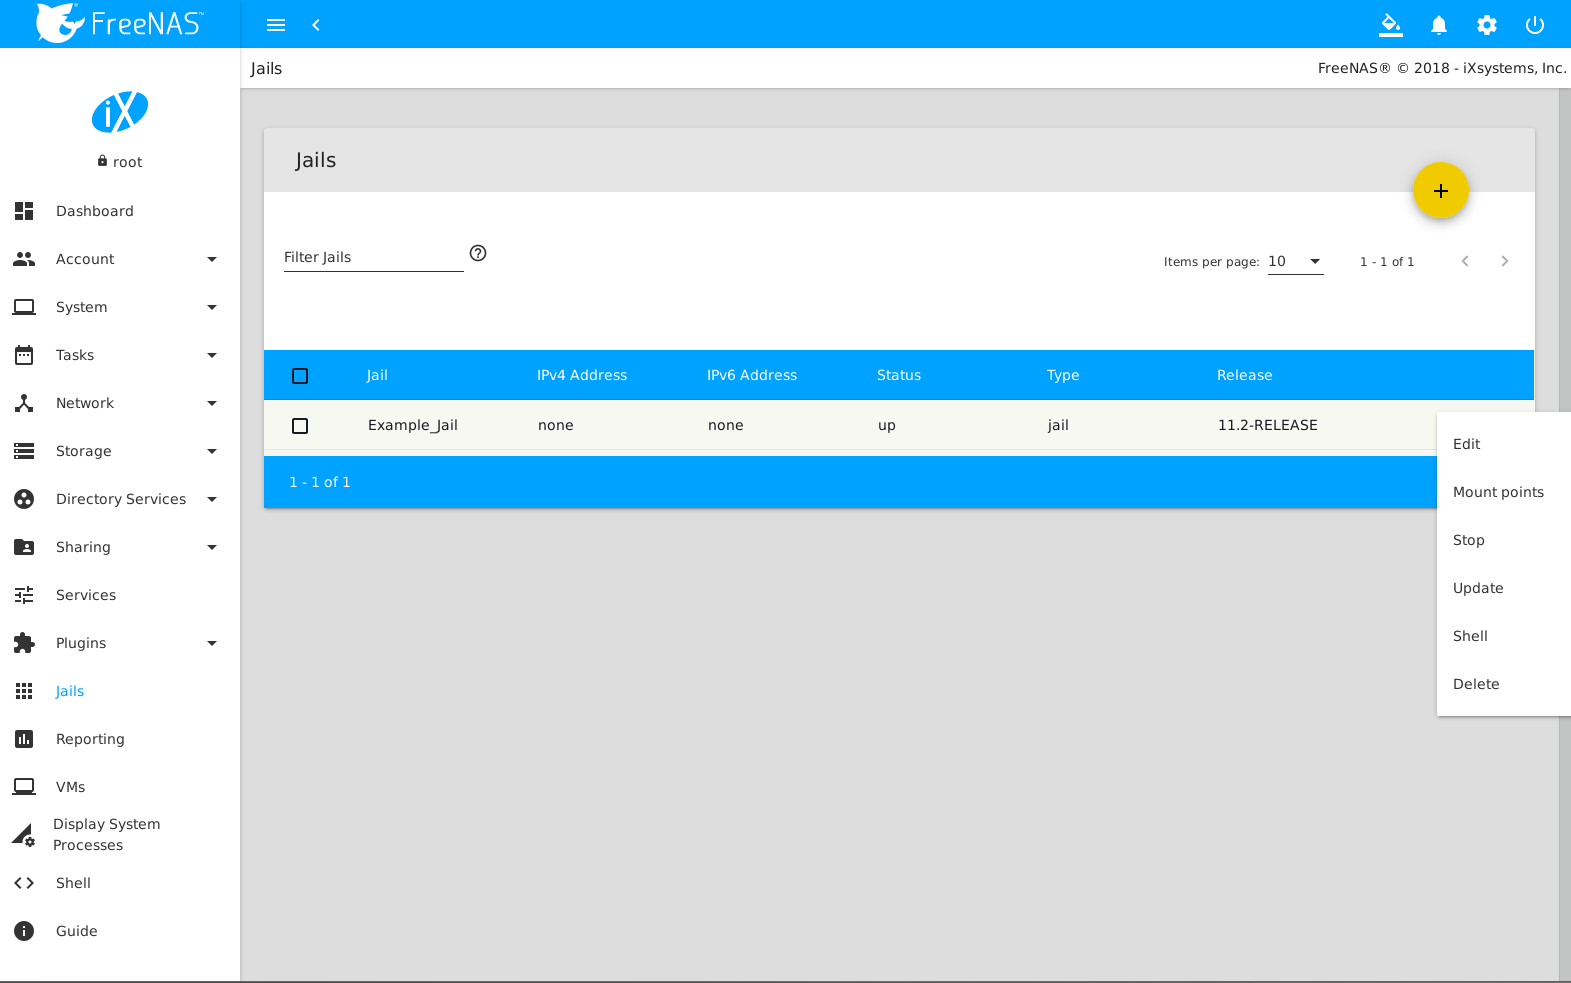 FreeNAS™
Jails
FreeNAS® © 2018 - iXsystems, Inc.
iX
root
Dashboard
Account
System
Tasks
Network
Storage
Directory Services
Sharing
Services
Plugins
Jails
Reporting
VMs
Display System
Processes
Shell
Guide
Jails
Filter Jails
Items per page: 10 1 - 1 of 1
Jail IPv4 Address IPv6 Address Status Type Release
Example_Jail none none up jail 11.2-RELEASE
1 - 1 of 1
Edit
Mount points
Stop
Update
Shell
Delete